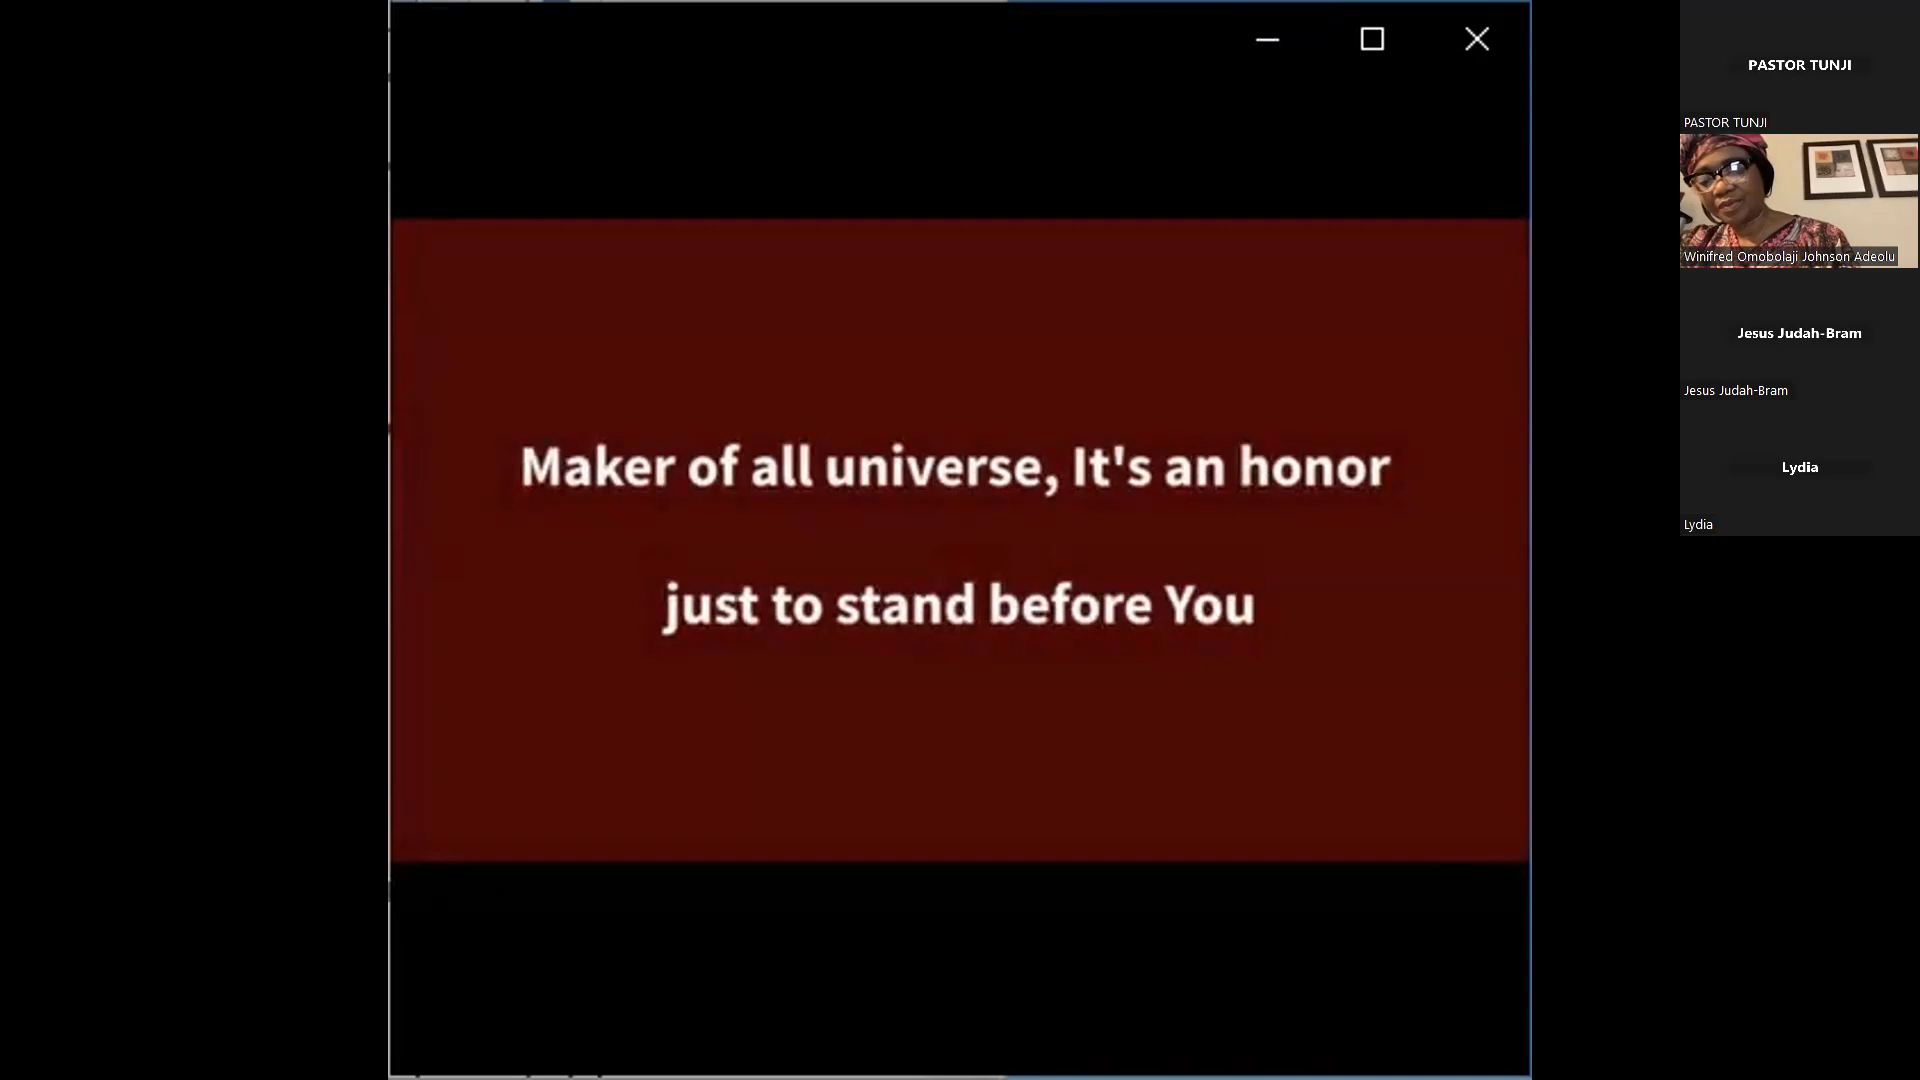 Maker of all universe, It's an honor
just to stand before You
PASTOR TUNJI
PASTOR TUNJI
Winifred Omobolaji Johnson Adeolu
Jesus Judah-Bram
Jesus Judah-Bram
Lydia
Lydia